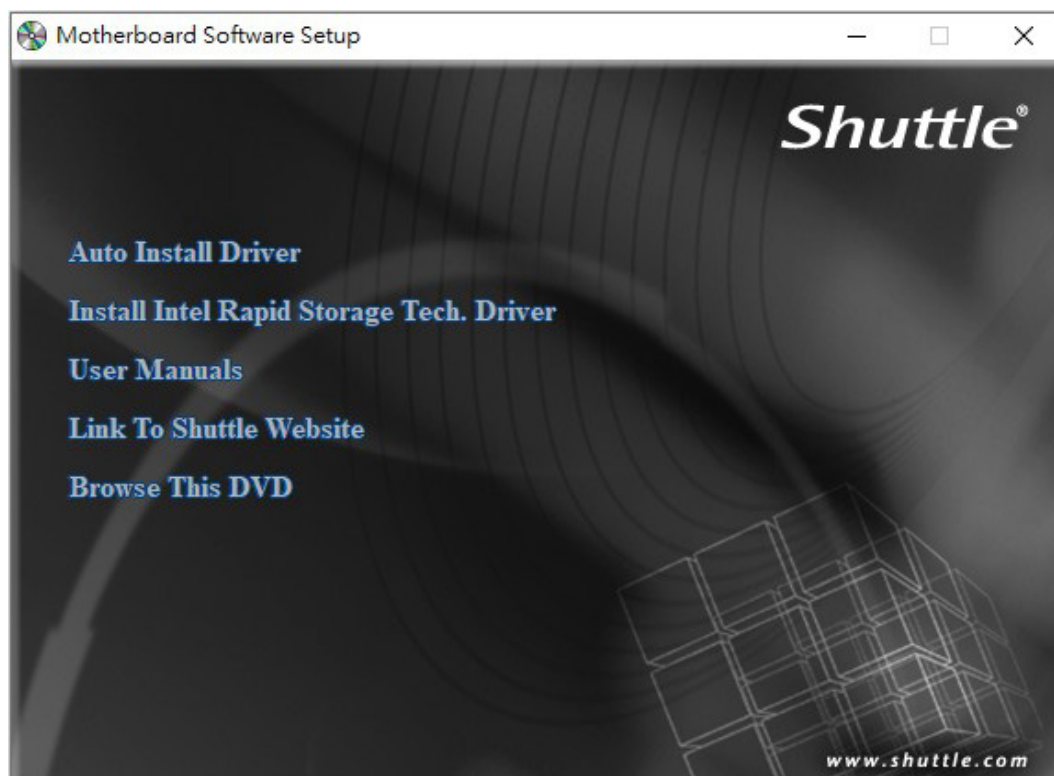 Motherboard Software Setup
Shuttle®
Auto Install Driver
Install Intel Rapid Storage Tech. Driver
User Manuals
Link To Shuttle Website
Browse This DVD
www.shuttle.com